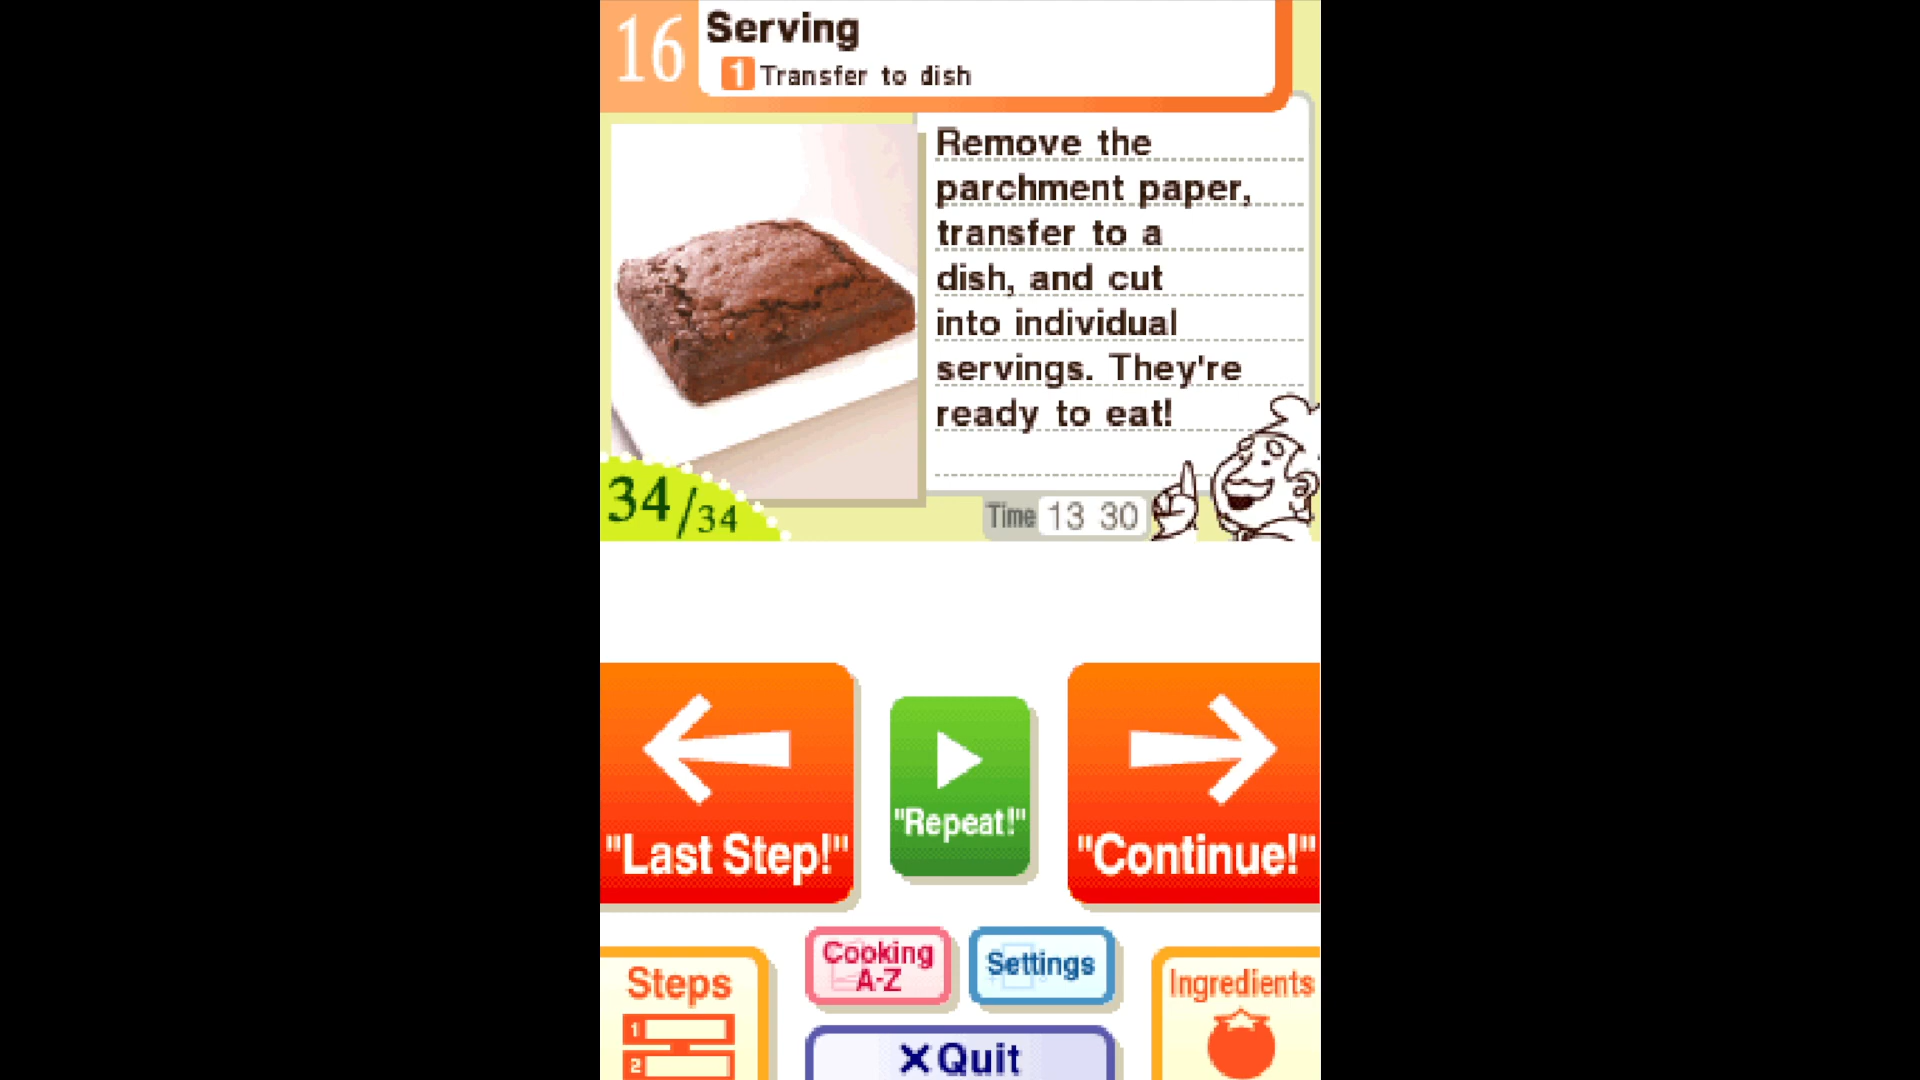 16
Serving
1 Transfer to dish
Remove the
parchment paper,
transfer to a
dish, and cut
into individual
servings. They're
ready to eat!
34/34
Time 13 30
"Last Step!"
"Repeat!"
"Continue!"
Cooking
A-Z
Settings
Steps
1
2
Ingredients
×Quit